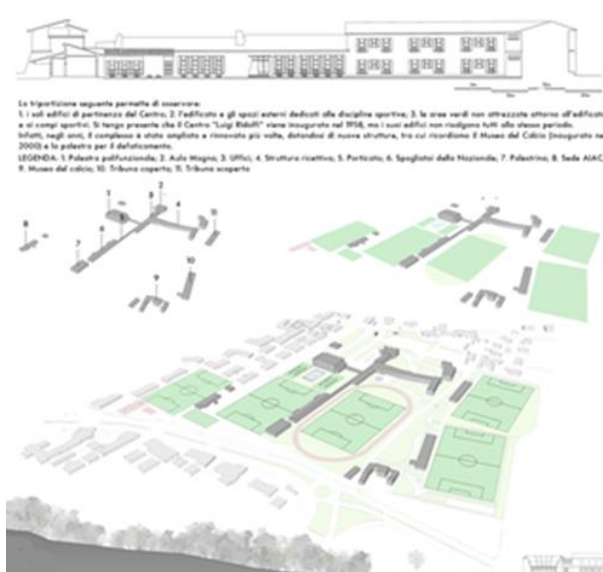 La tripartizione seguente permette di osservare:
1. i soli edifici di pertinenza del Centro; 2. l'edificato e gli spazi esterni dedicati alle discipline sportive; 3. le aree verdi non attrezzate attorno all'edificato
e ai campi sportivi. Si tenga presente che il Centro "Luigi Ridolfi" viene inaugurato nel 1958, ma i suoi edifici non risalgono tutti allo stesso periodo.
Infatti, negli anni, il complesso è stato ampliato e rinnovato più volte, dotandosi di nuove strutture, tra cui ricordiamo il Museo del Calcio (inaugurato ne
2000) e la palestra per il defaticamento.
LEGENDA: 1. Palestra polifunzionale; 2. Aula Magna; 3. Uffici; 4. Struttura ricettiva; 5. Porticato; 6. Spogliatoi della Nazionale; 7. Palestrina; 8. Sede AIAC
9. Museo del calcio; 10. Tribuna coperta; 11. Tribuna scoperta
2
1 3
4
5 11
8 6
7
10
9